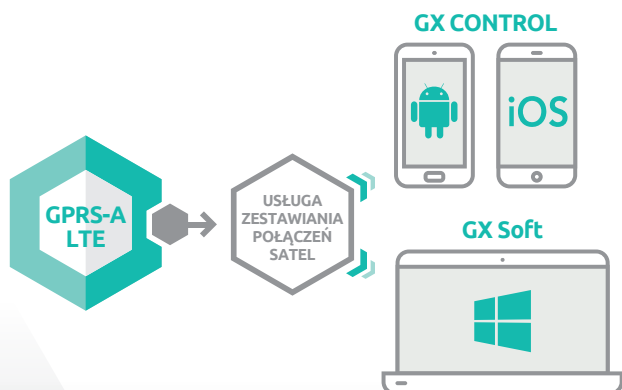 GX CONTROL
iOS
GPRS-A
LTE
USŁUGA
ZESTAWIANIA
POŁĄCZEŃ
SATEL
GX Soft